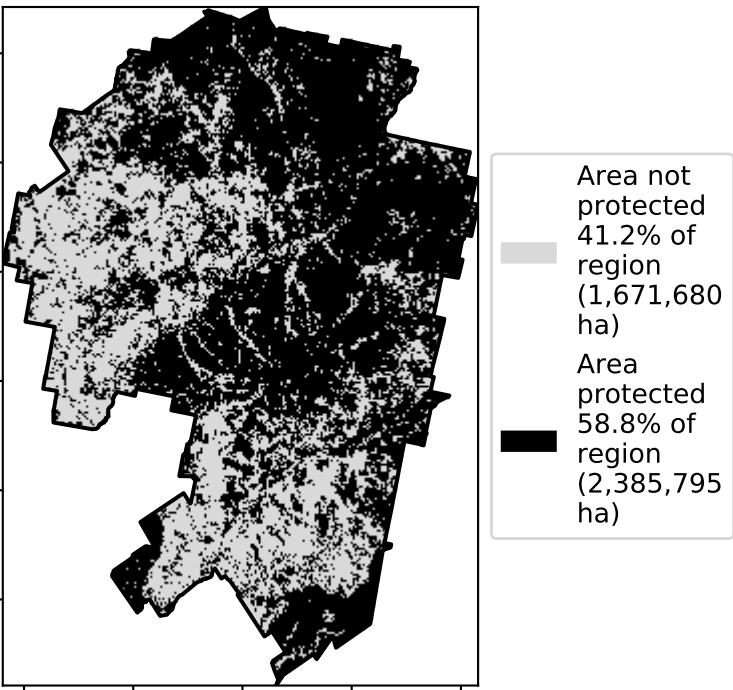 Area not
protected
41.2% of
region
(1,671,680
ha)
Area
protected
58.8% of
region
(2,385,795
ha)